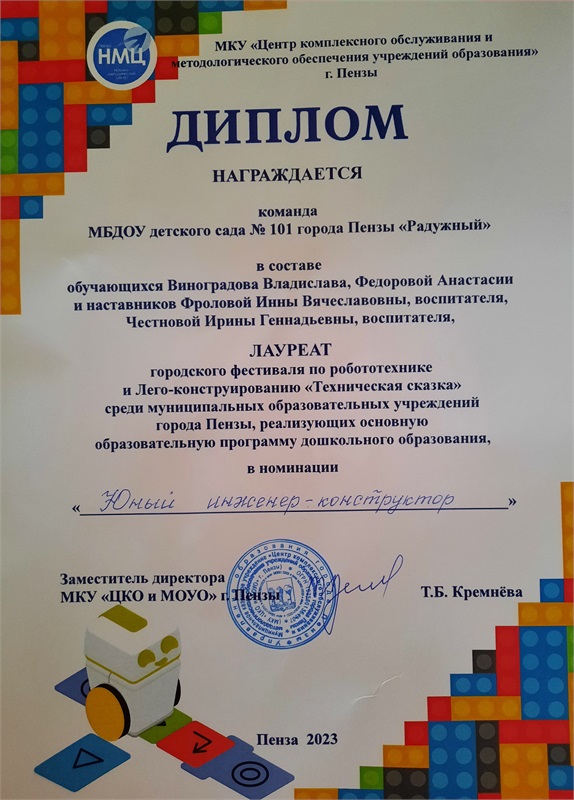 НМЦ
МКУ «Центр комплексного обслуживания и
методологического обеспечения учреждений образования»
г. Пензы
ДИПЛОМ
НАГРАЖДАЕТСЯ
команда
МБДОУ детского сада № 101 города Пензы «Радужный»
в составе
обучающихся Виноградова Владислава, Федоровой Анастасии
и наставников Фроловой Инны Вячеславовны, воспитателя,
Честновой Ирины Геннадьевны, воспитателя,
ЛАУРЕАТ
городского фестиваля по робототехнике
и Лего-конструированию «Техническая сказка»
среди муниципальных образовательных учреждений
города Пензы, реализующих основную
образовательную программу дошкольного образования,
в номинации
« Юный инженер-конструктор »
Заместитель директора
МКУ «ЦКО и МОУО» г. Пензы
Т.Б. Кремнёва
Пенза 2023